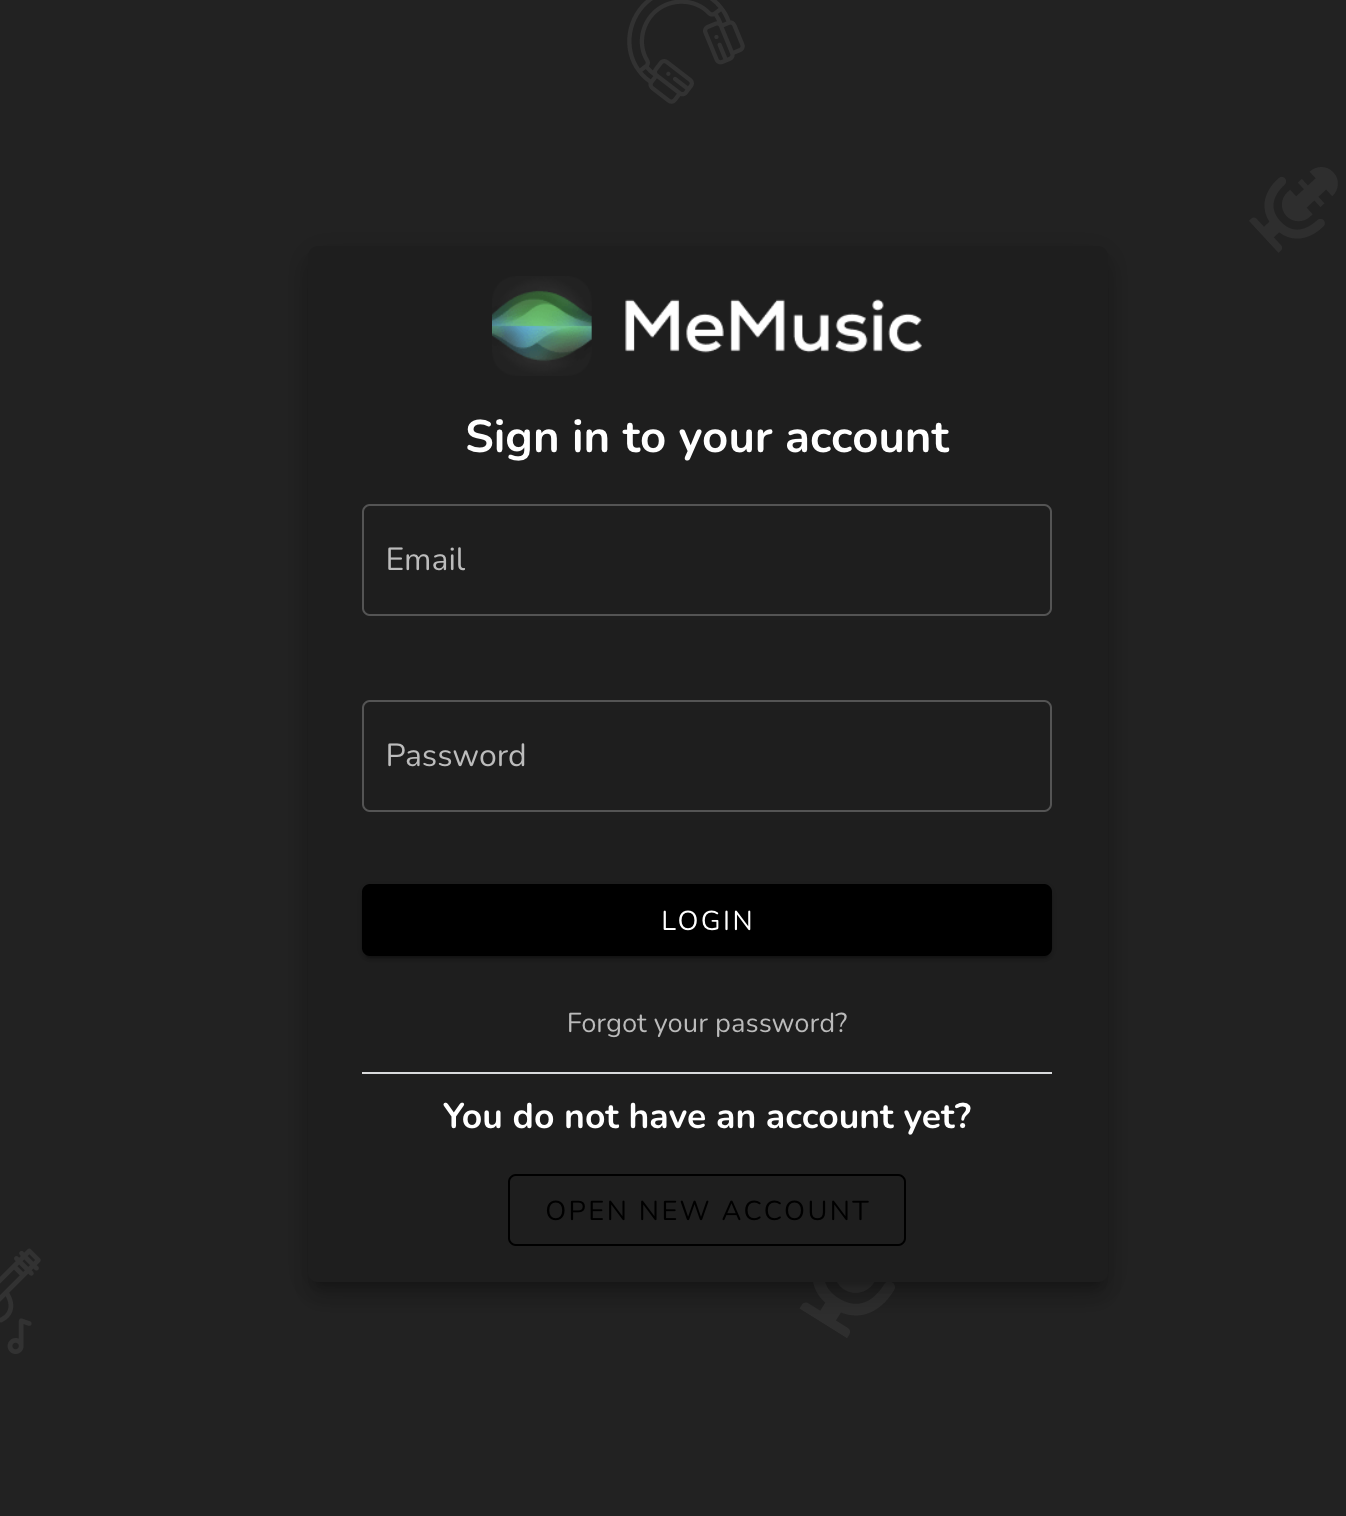 MeMusic
Sign in to your account
Email
Password
LOGIN
Forgot your password?
You do not have an account yet?
OPEN NEW ACCOUNT